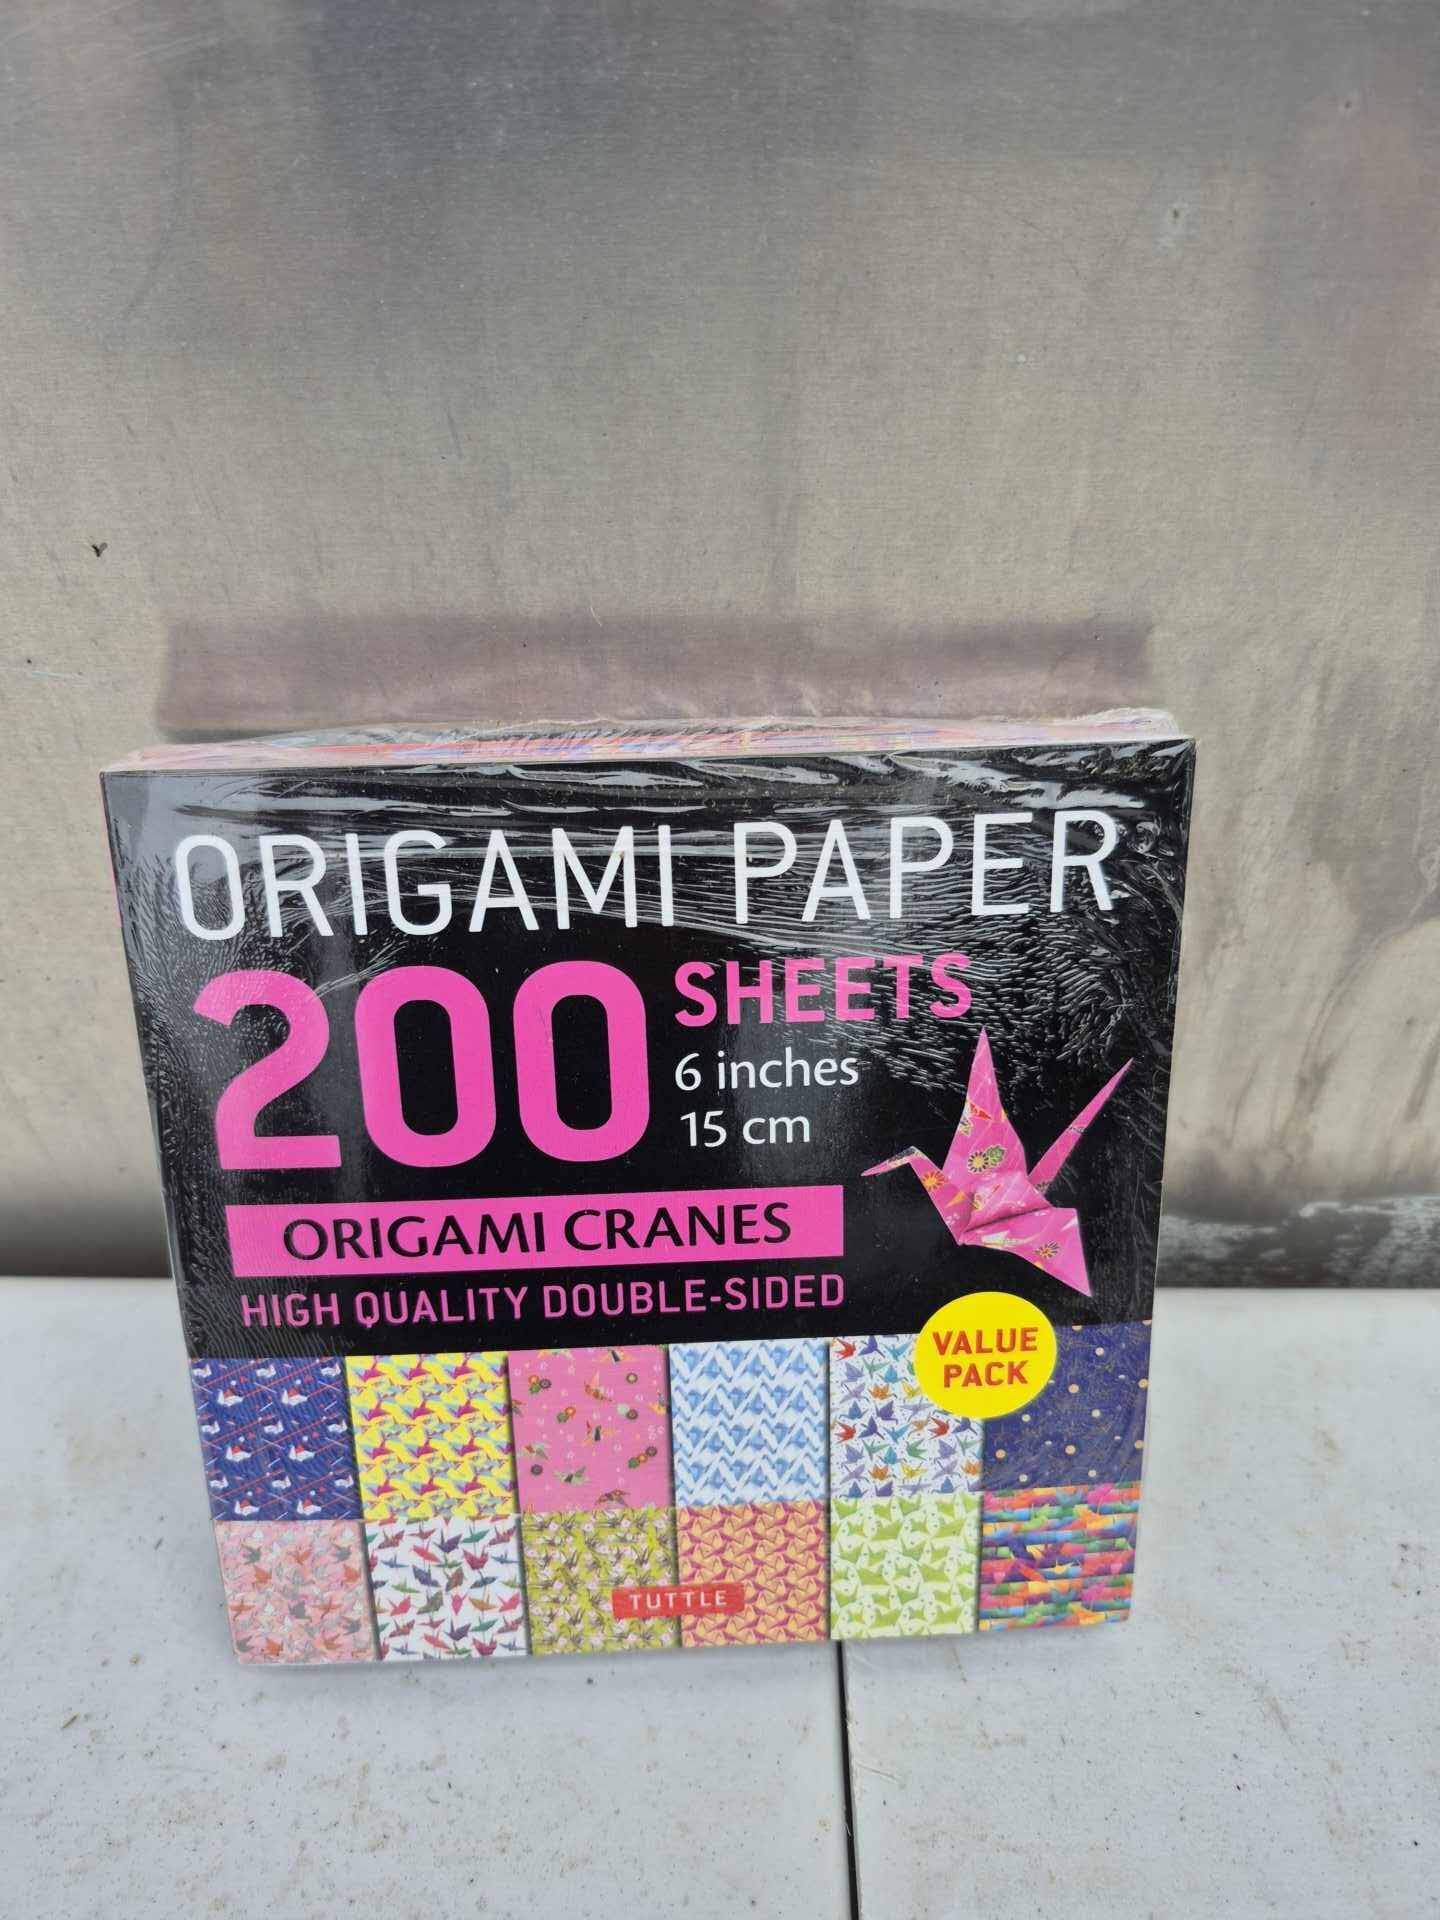 ORIGAMI PAPER
200 SHEETS
6 inches
15 cm
ORIGAMI CRANES
HIGH QUALITY DOUBLE-SIDED
VALUE
PACK
TUTTLE